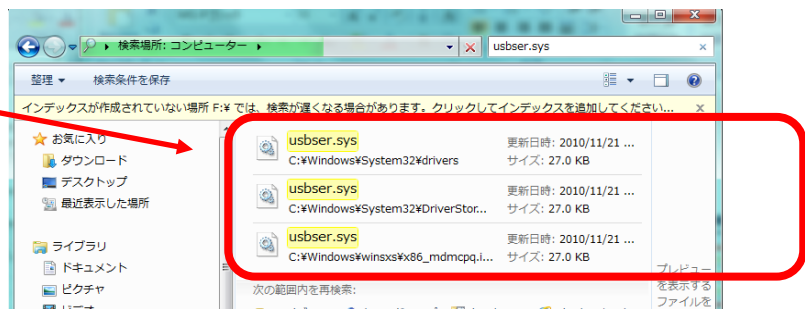 検索場所: コンピューター
usbser.sys
整理
検索条件を保存
インデックスが作成されていない場所 F:¥ では、検索が遅くなる場合があります。クリックしてインデックスを追加してください...
お気に入り
ダウンロード
デスクトップ
最近表示した場所
ライブラリ
ドキュメント
ピクチャ
ビデオ
usbser.sys
更新日時: 2010/11/21 ...
C:¥Windows¥System32¥drivers
サイズ: 27.0 KB
usbser.sys
更新日時: 2010/11/21 ...
C:¥Windows¥System32¥DriverStor...
サイズ: 27.0 KB
usbser.sys
更新日時: 2010/11/21 ...
C:¥Windows¥winsxs¥x86_mdmcpq.i...
サイズ: 27.0 KB
次の範囲内を再検索:
プレビュー
を表示する
ファイルを